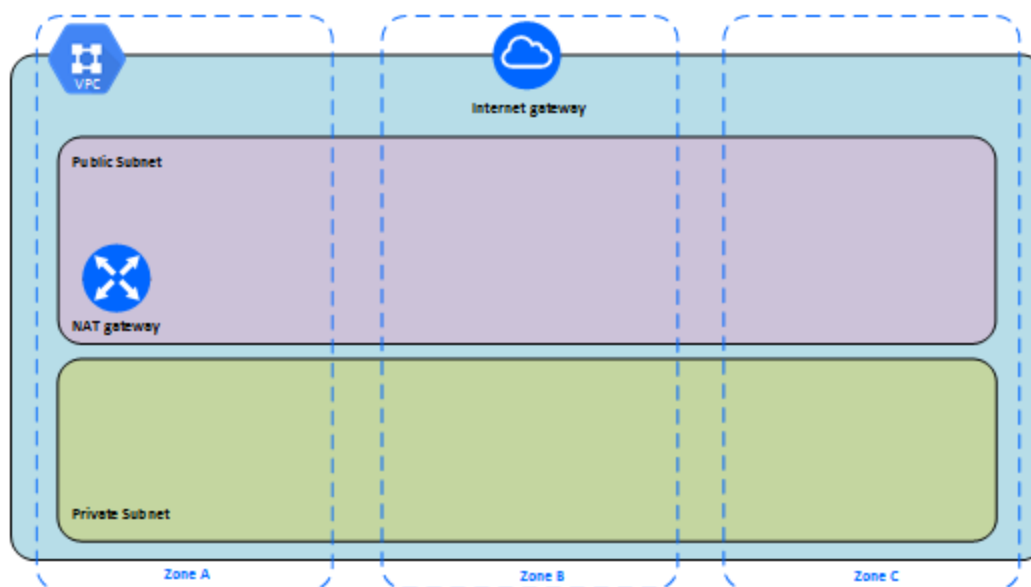 VPC
Internet gateway
Public Subnet
NAT gateway
Private Subnet
Zone A
Zone B
Zone C